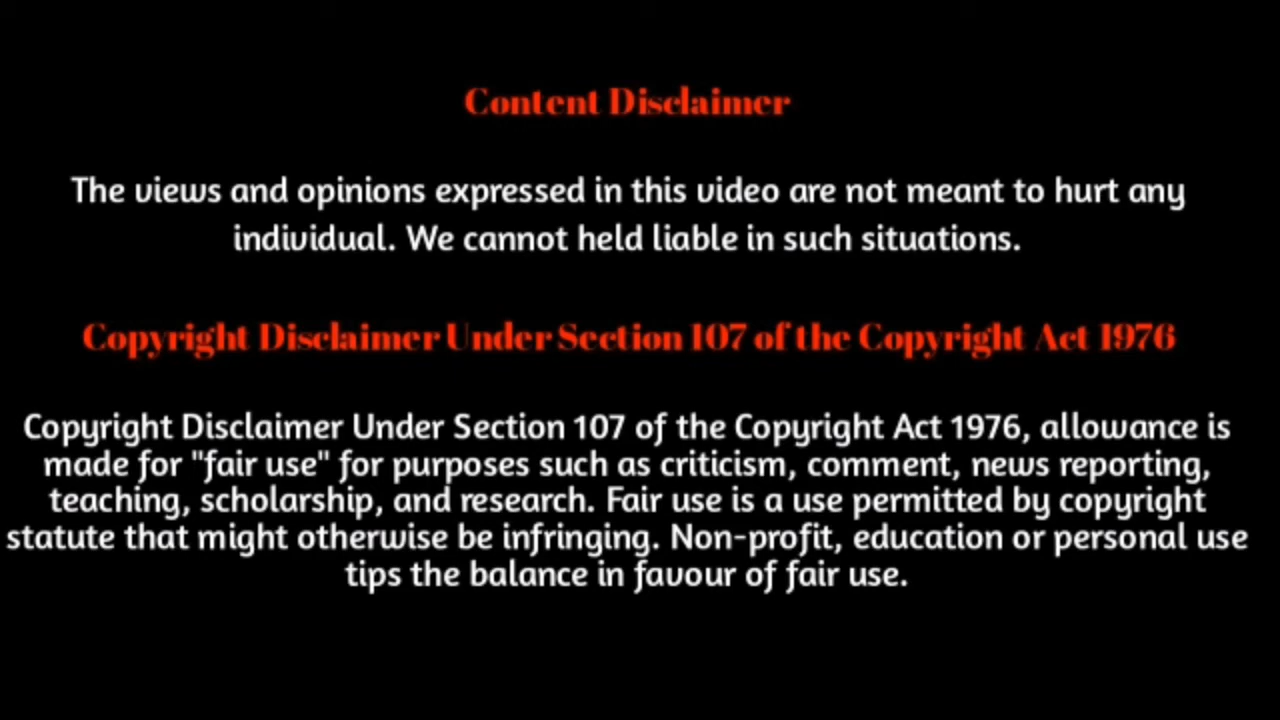 Content Disclaimer
The views and opinions expressed in this video are not meant to hurt any
individual. We cannot held liable in such situations.
Copyright Disclaimer Under Section 107 of the Copyright Act 1976
Copyright Disclaimer Under Section 107 of the Copyright Act 1976, allowance is
made for "fair use" for purposes such as criticism, comment, news reporting,
teaching, scholarship, and research. Fair use is a use permitted by copyright
statute that might otherwise be infringing. Non-profit, education or personal use
tips the balance in favour of fair use.